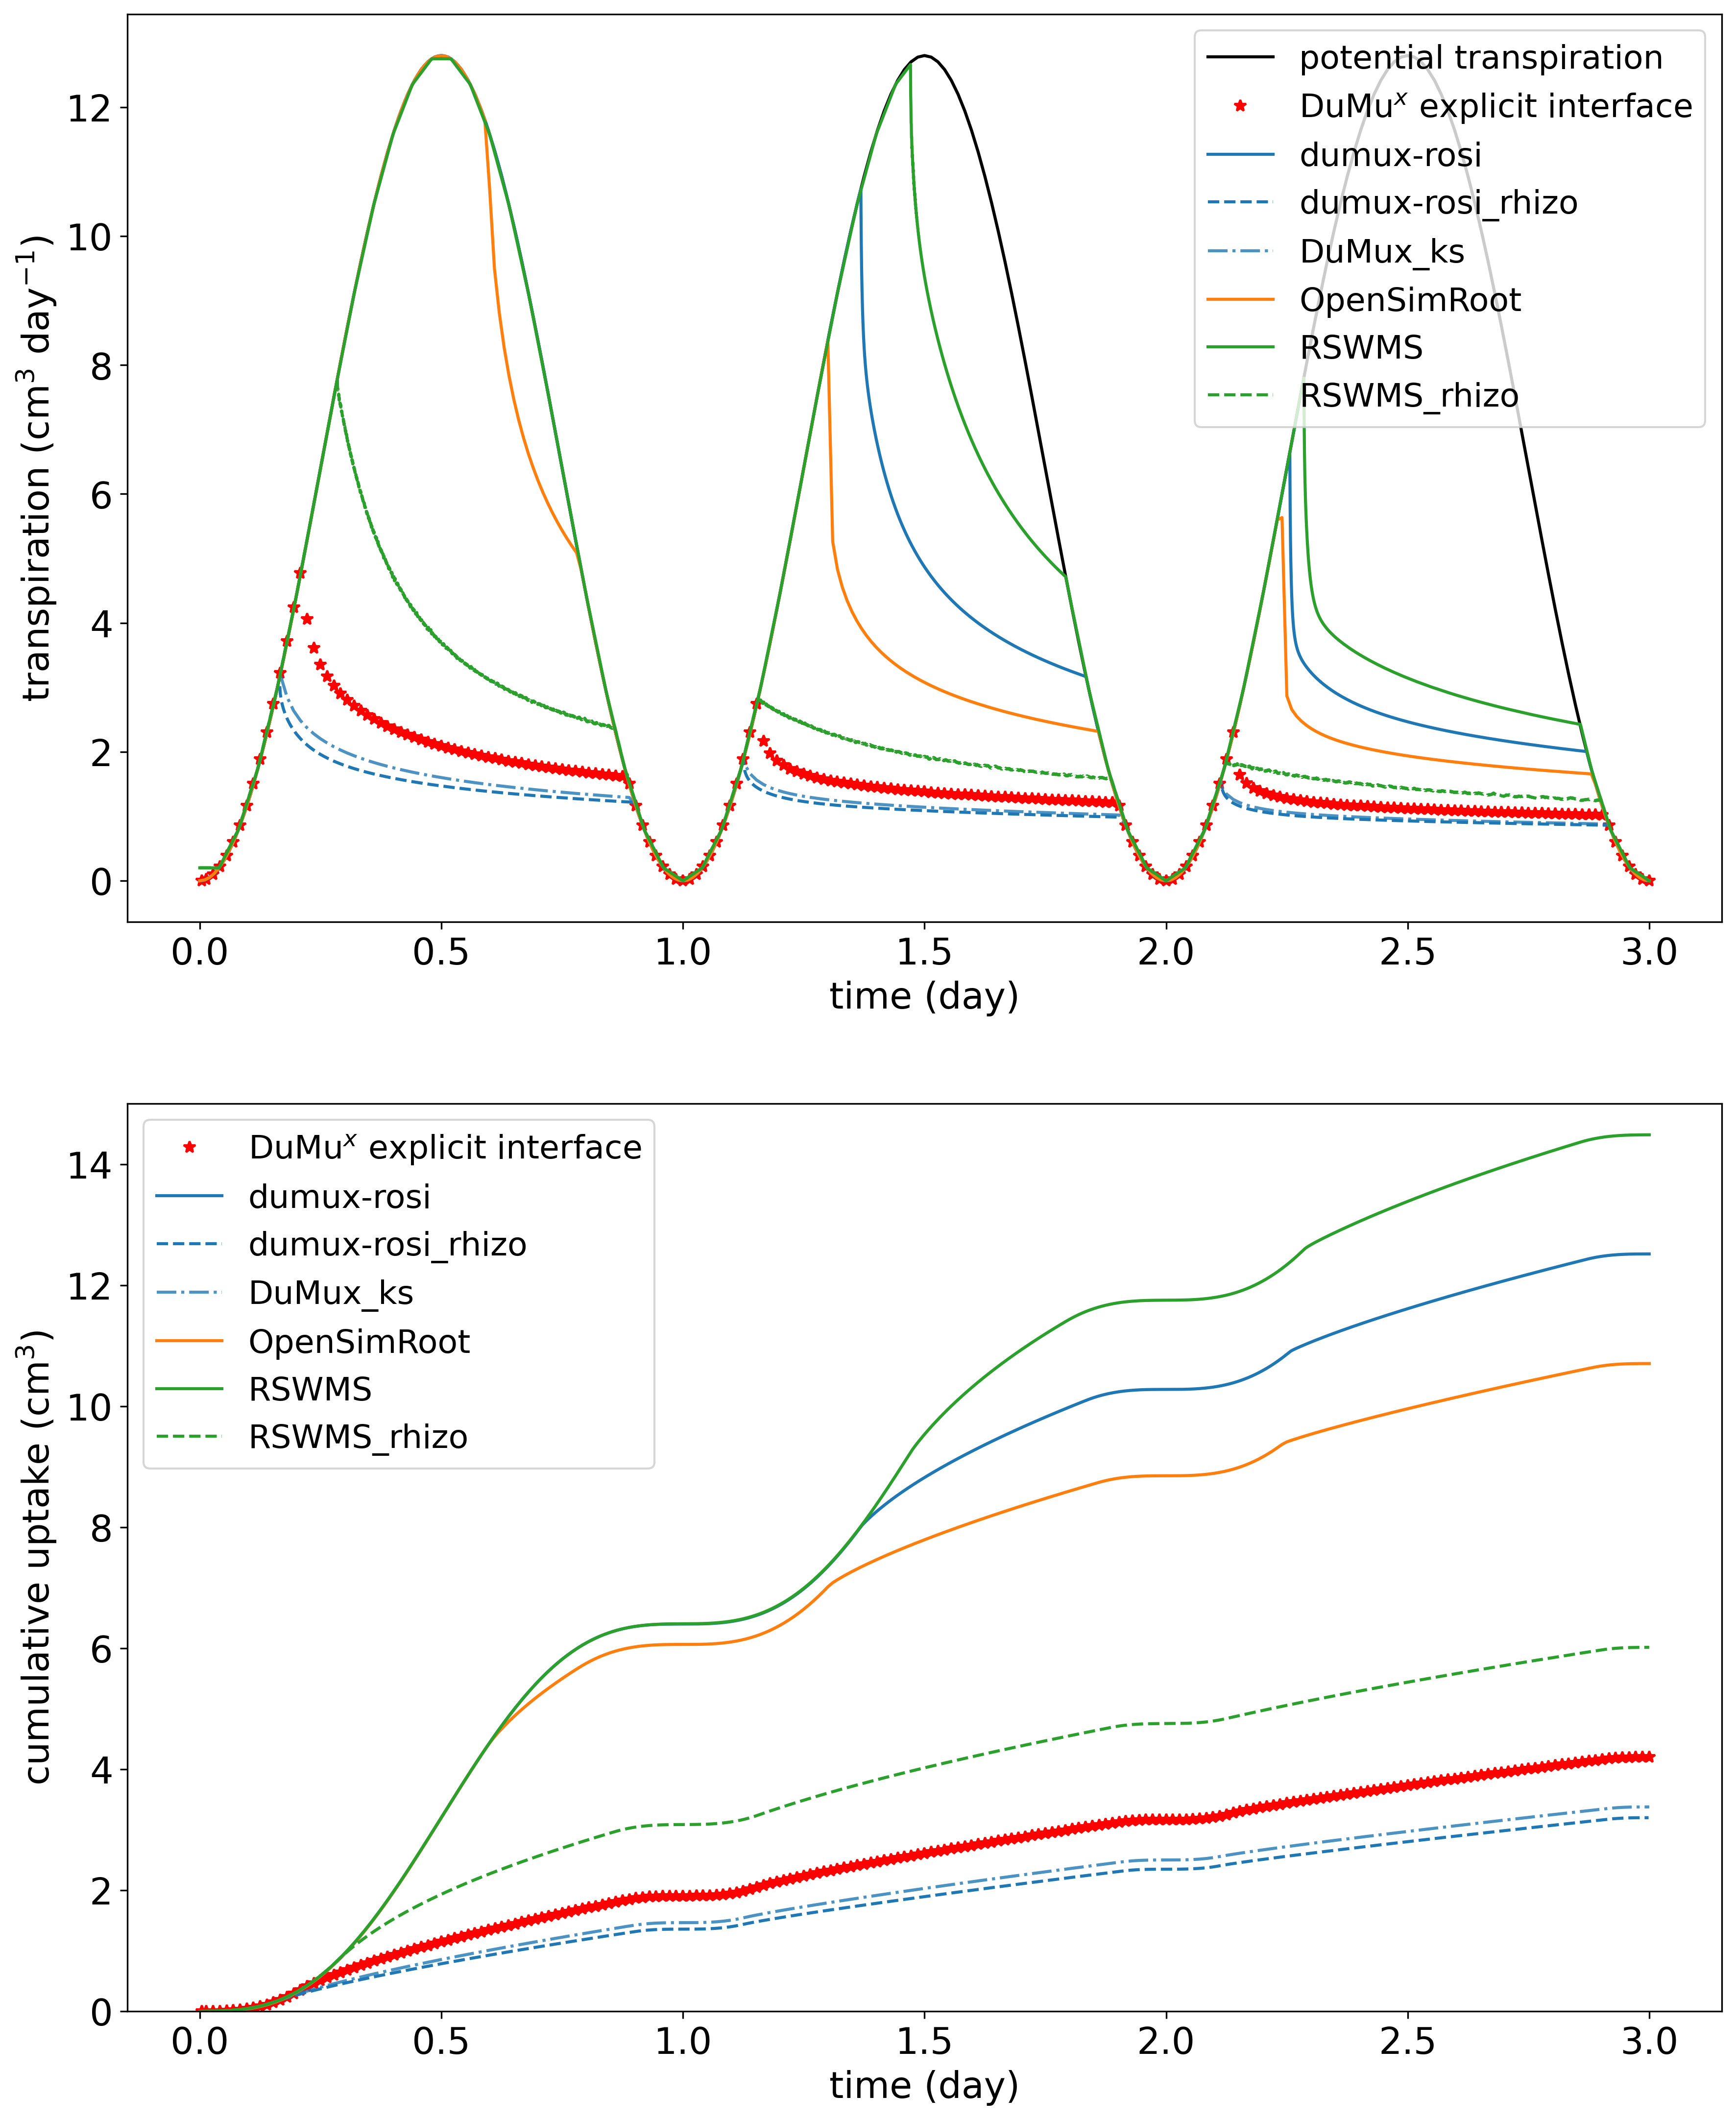 transpiration (cm³ day⁻¹)
12
10
8
6
4
2
0
potential transpiration
DuMuˣ explicit interface
dumux-rosi
dumux-rosi_rhizo
DuMux_ks
OpenSimRoot
RSWMS
RSWMS_rhizo
0.0 0.5 1.0 1.5 2.0 2.5 3.0
time (day)
cumulative uptake (cm³)
14
12
10
8
6
4
2
0
DuMuˣ explicit interface
dumux-rosi
dumux-rosi_rhizo
DuMux_ks
OpenSimRoot
RSWMS
RSWMS_rhizo
0.0 0.5 1.0 1.5 2.0 2.5 3.0
time (day)